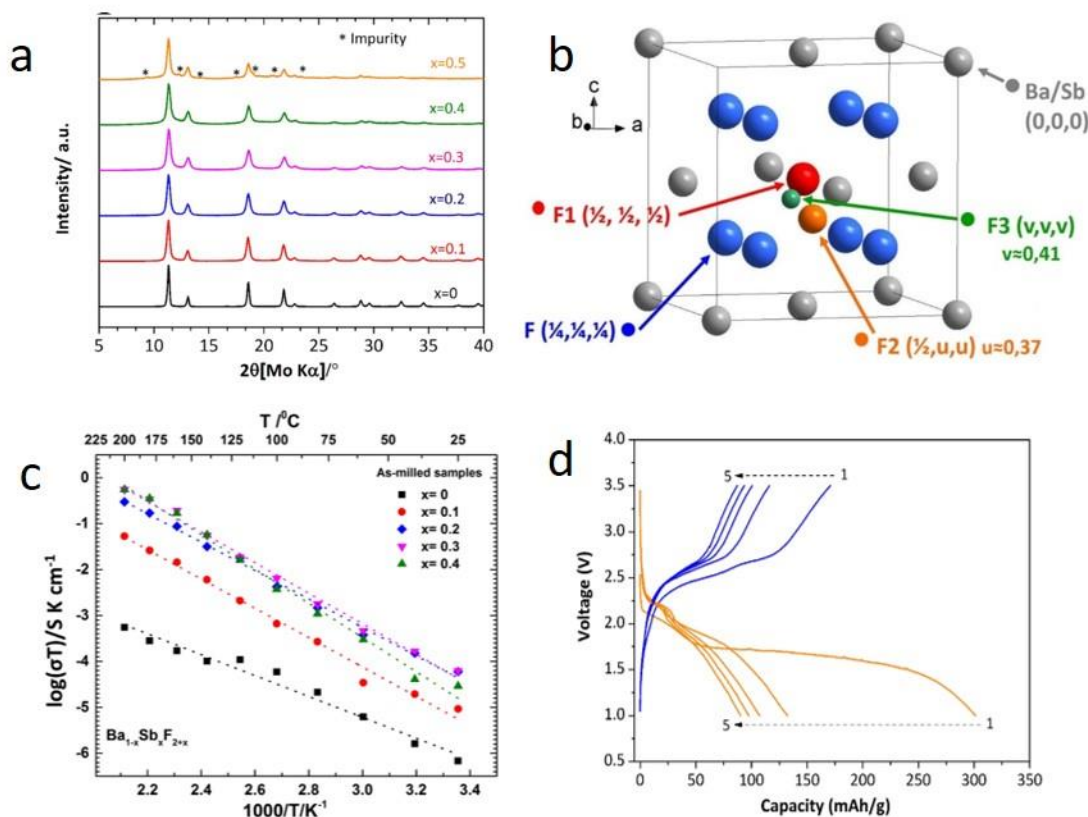 a
* Impurity
x=0.5
x=0.4
x=0.3
x=0.2
x=0.1
x=0
Intensity/ a.u.
5 10 15 20 25 30 35 40
2θ[Mo Kα]/°
b
c
b
a
Ba/Sb
(0,0,0)
F1 (½, ½, ½)
F3 (v,v,v)
v≈0,41
F (¼,¼,¼)
F2 (½,u,u) u≈0,37
T /⁰C
225 200 175 150 125 100 75 50 25
c
As-milled samples
x= 0
x= 0.1
x= 0.2
x= 0.3
x= 0.4
0
-1
-2
-3
-4
-5
-6
log(σT)/S K cm⁻¹
Ba₁₋ₓSbₓF₂₊ₓ
2.2 2.4 2.6 2.8 3.0 3.2 3.4
1000/T/K⁻¹
d
4.0
3.5
3.0
2.5
2.0
1.5
1.0
0.5
Voltage (V)
5 1
5 1
0 50 100 150 200 250 300 350
Capacity (mAh/g)